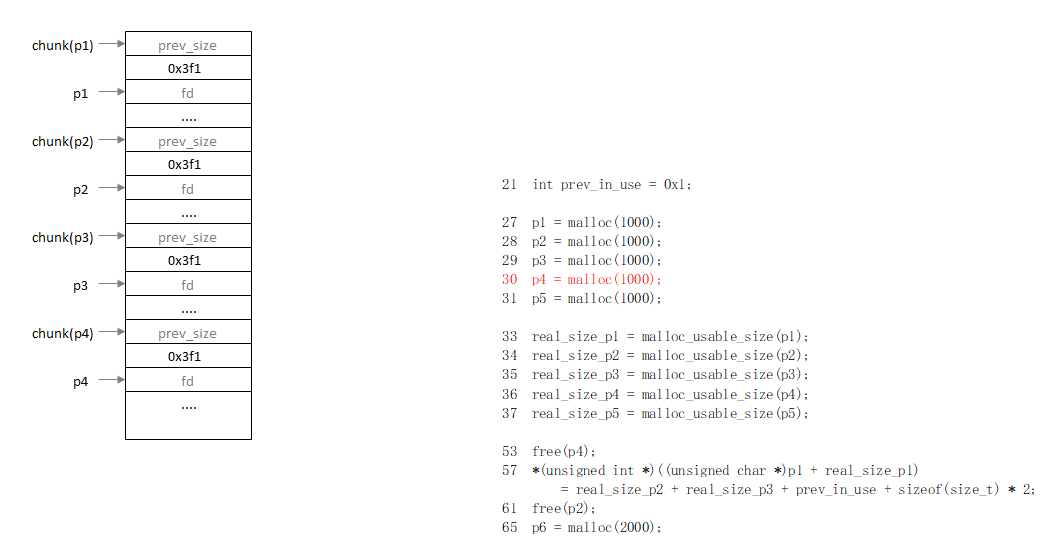 chunk(p1)
prev_size
0x3f1
p1
fd
....
chunk(p2)
prev_size
0x3f1
p2
fd
....
chunk(p3)
prev_size
0x3f1
p3
fd
....
chunk(p4)
prev_size
0x3f1
p4
fd
....
21 int prev_in_use = 0x1;
27 p1 = malloc(1000);
28 p2 = malloc(1000);
29 p3 = malloc(1000);
30 p4 = malloc(1000);
31 p5 = malloc(1000);
33 real_size_p1 = malloc_usable_size(p1);
34 real_size_p2 = malloc_usable_size(p2);
35 real_size_p3 = malloc_usable_size(p3);
36 real_size_p4 = malloc_usable_size(p4);
37 real_size_p5 = malloc_usable_size(p5);
53 free(p4);
57 *(unsigned int *)((unsigned char *)p1 + real_size_p1)
= real_size_p2 + real_size_p3 + prev_in_use + sizeof(size_t) * 2;
61 free(p2);
65 p6 = malloc(2000);